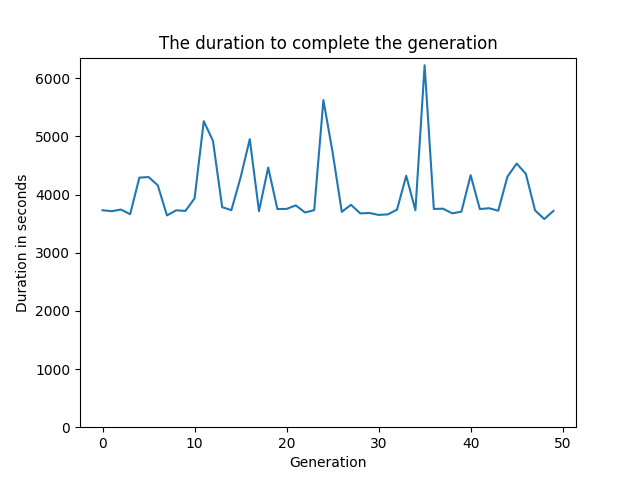 The duration to complete the generation
6000
5000
4000
3000
2000
1000
0
Duration in seconds
0 10 20 30 40 50
Generation